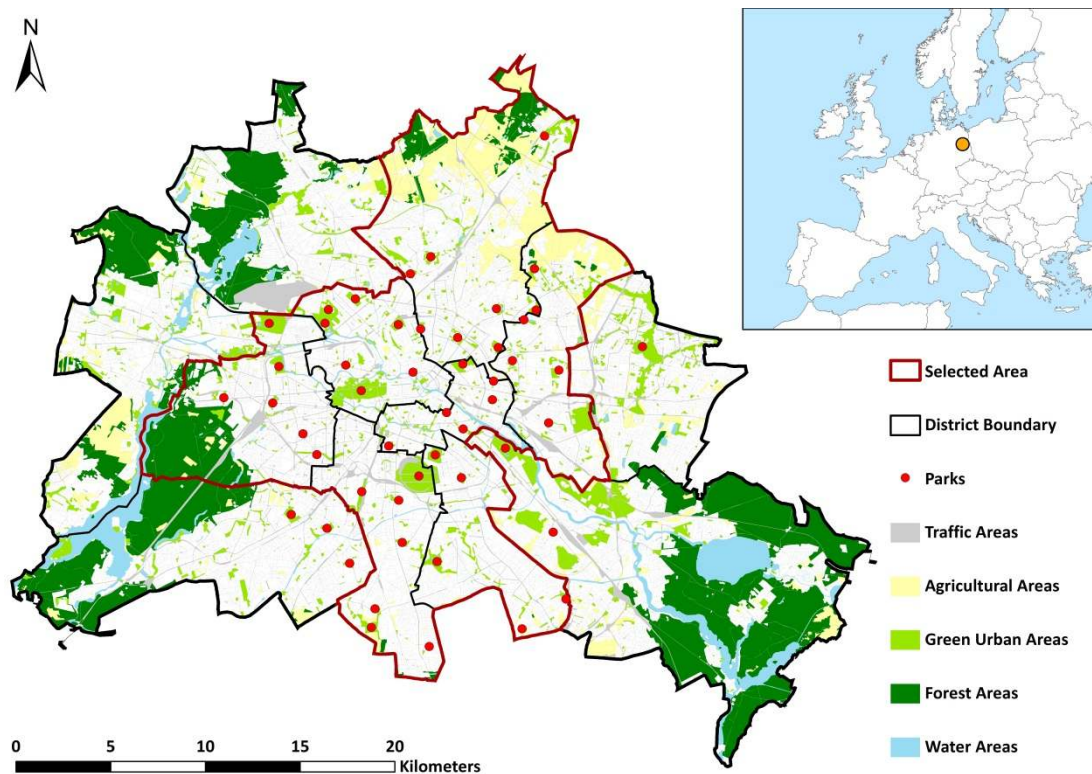 N
Selected Area
District Boundary
Parks
Traffic Areas
Agricultural Areas
Green Urban Areas
Forest Areas
Water Areas
0 5 10 15 20
Kilometers